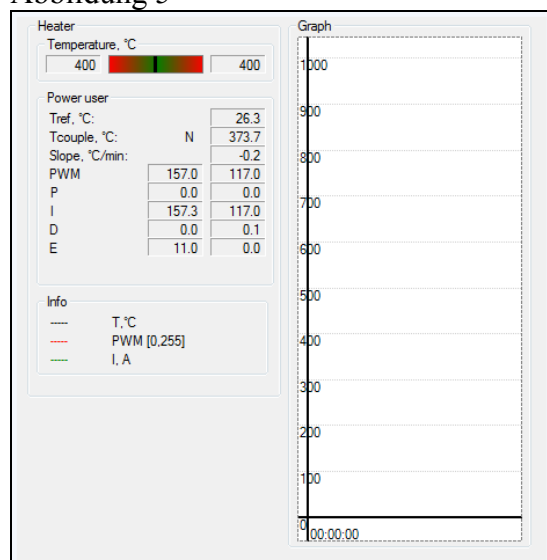 Heater
Temperature, °C
400 400
Power user
Tref, °C: 26.3
Tcouple, °C: N 373.7
Slope, °C/min: -0.2
PWM 157.0 117.0
P 0.0 0.0
I 157.3 117.0
D 0.0 0.1
E 11.0 0.0
Info
----- T,°C
----- PWM [0,255]
----- I, A
Graph
1000
900
800
700
600
500
400
300
200
100
0
00:00:00